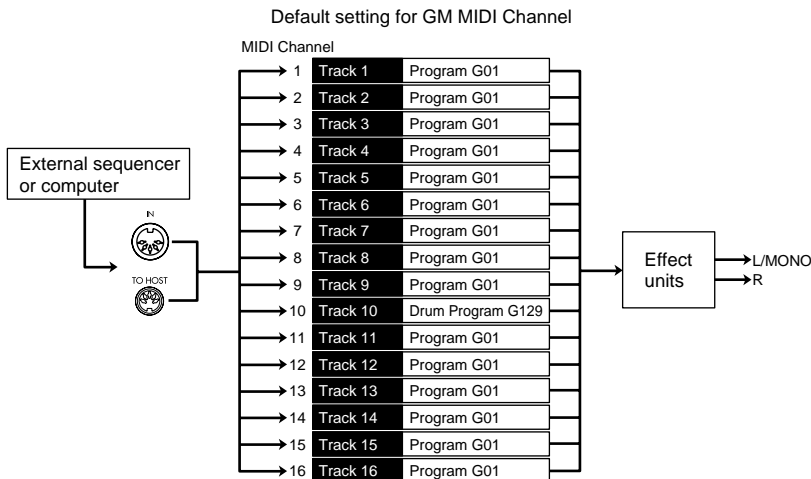 Default setting for GM MIDI Channel
MIDI Channel
1 Track 1 Program G01
2 Track 2 Program G01
3 Track 3 Program G01
4 Track 4 Program G01
5 Track 5 Program G01
6 Track 6 Program G01
7 Track 7 Program G01
8 Track 8 Program G01
9 Track 9 Program G01
10 Track 10 Drum Program G129
11 Track 11 Program G01
12 Track 12 Program G01
13 Track 13 Program G01
14 Track 14 Program G01
15 Track 15 Program G01
16 Track 16 Program G01
External sequencer
or computer
IN
TO HOST
Effect
units
L/MONO
R